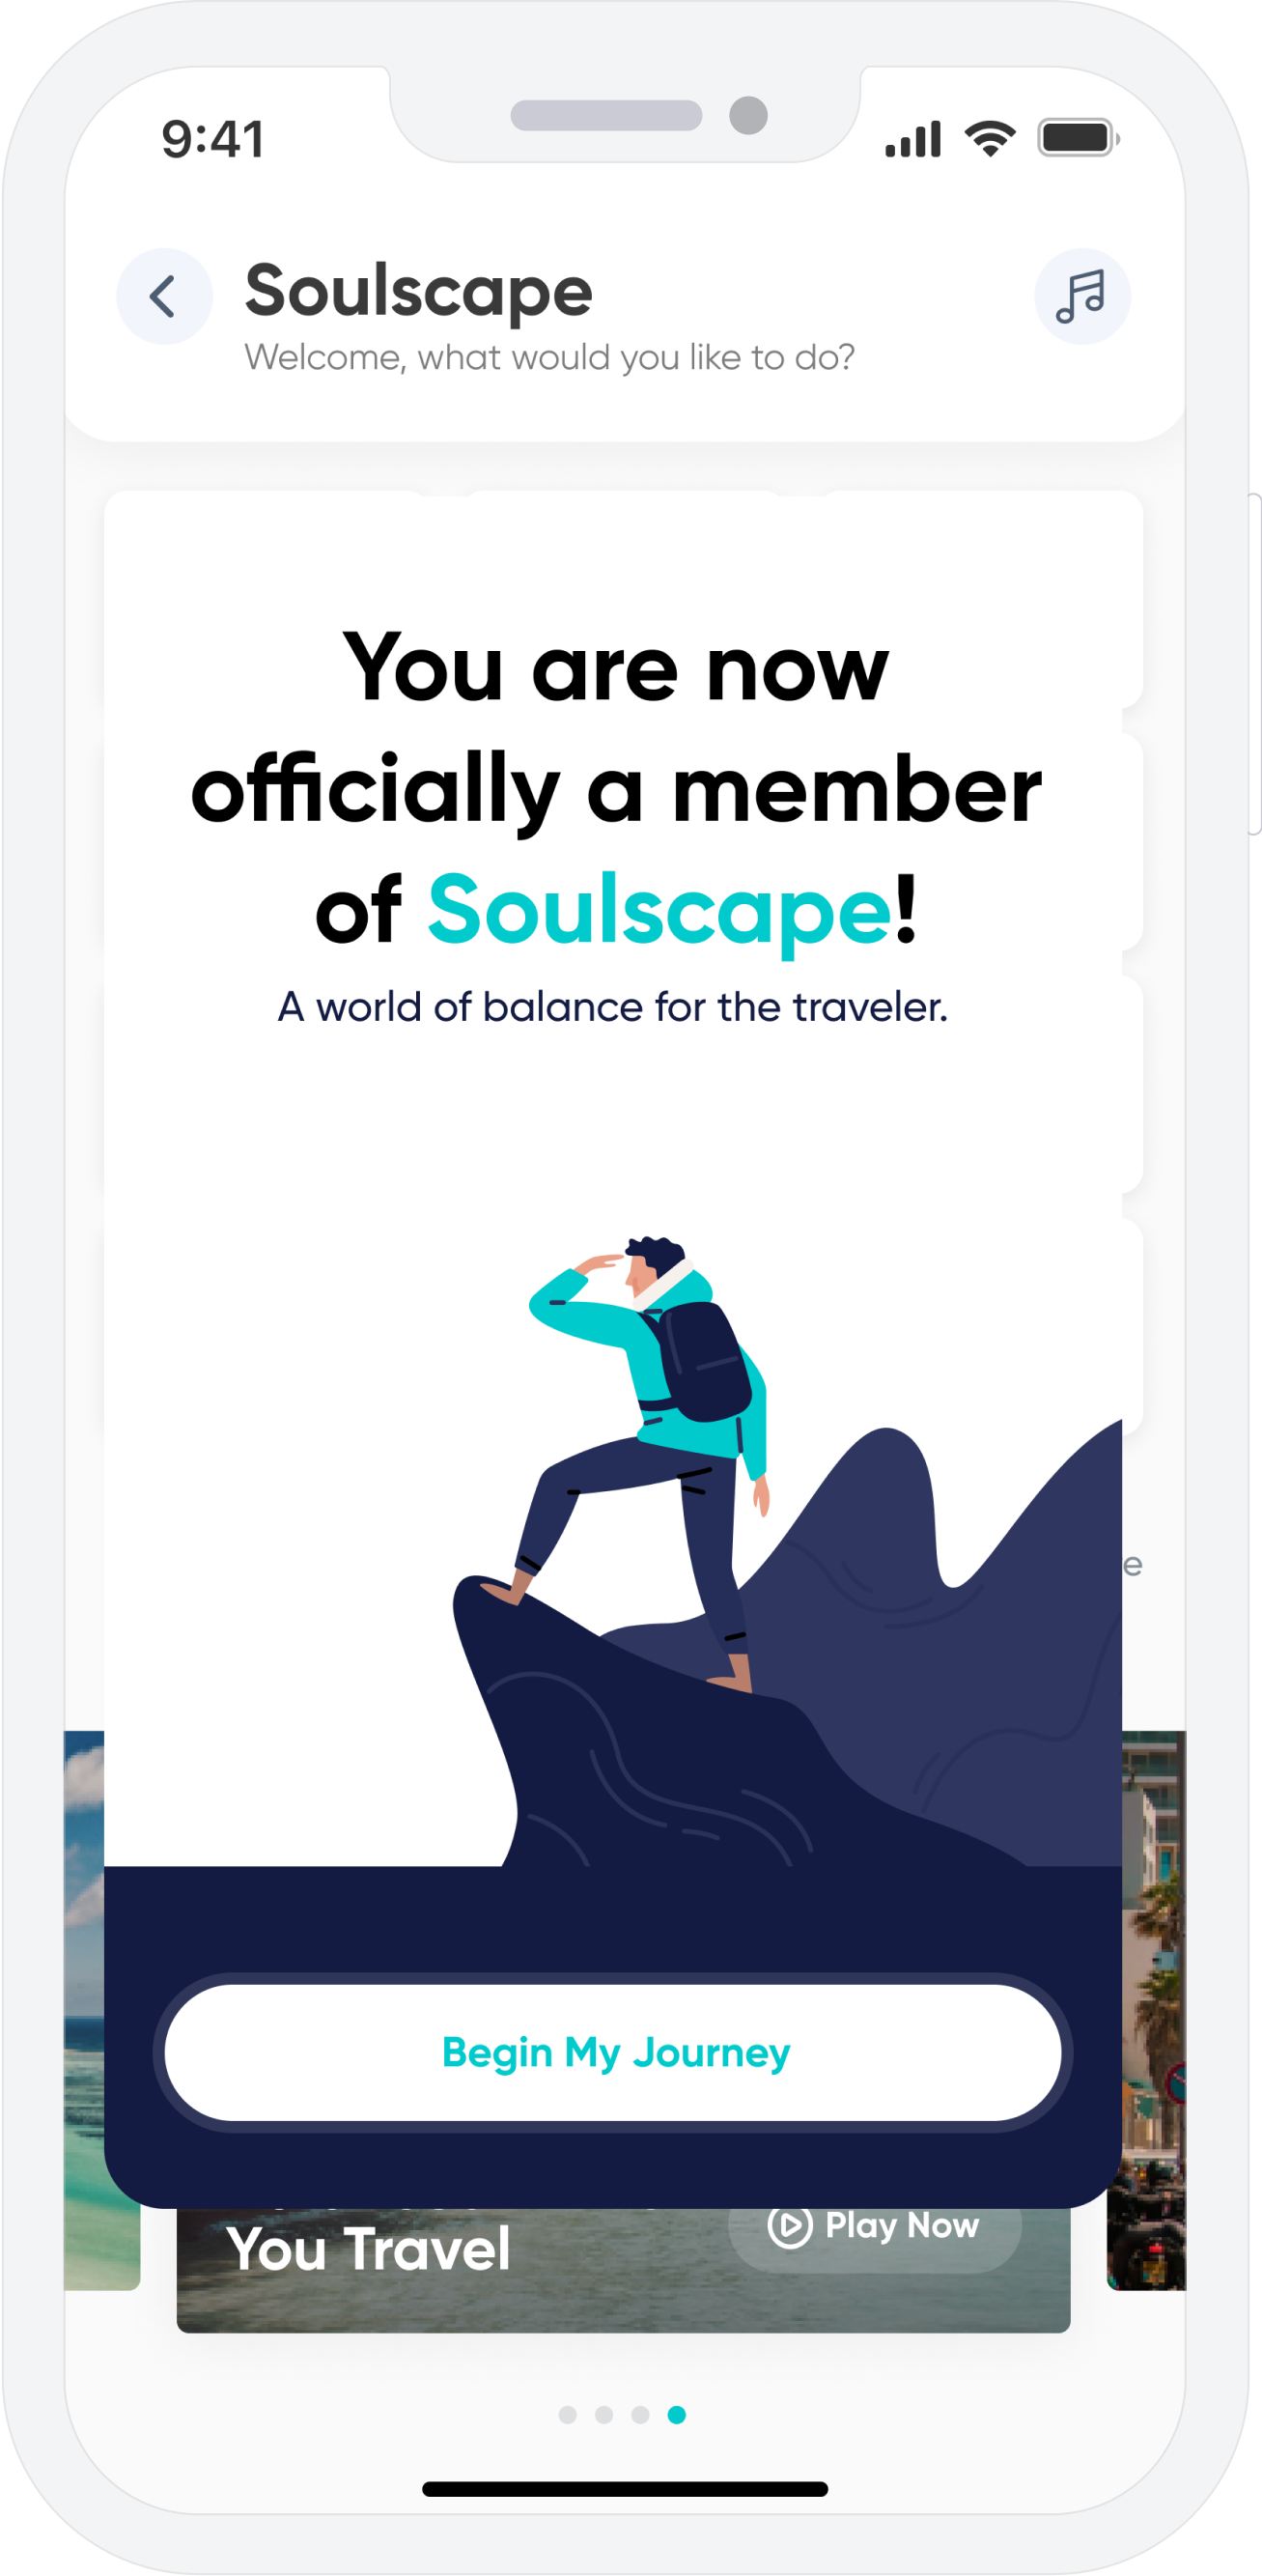 9:41
Soulscape
Welcome, what would you like to do?
You are now
officially a member
of Soulscape!
A world of balance for the traveler.
e
Begin My Journey
You Travel
Play Now